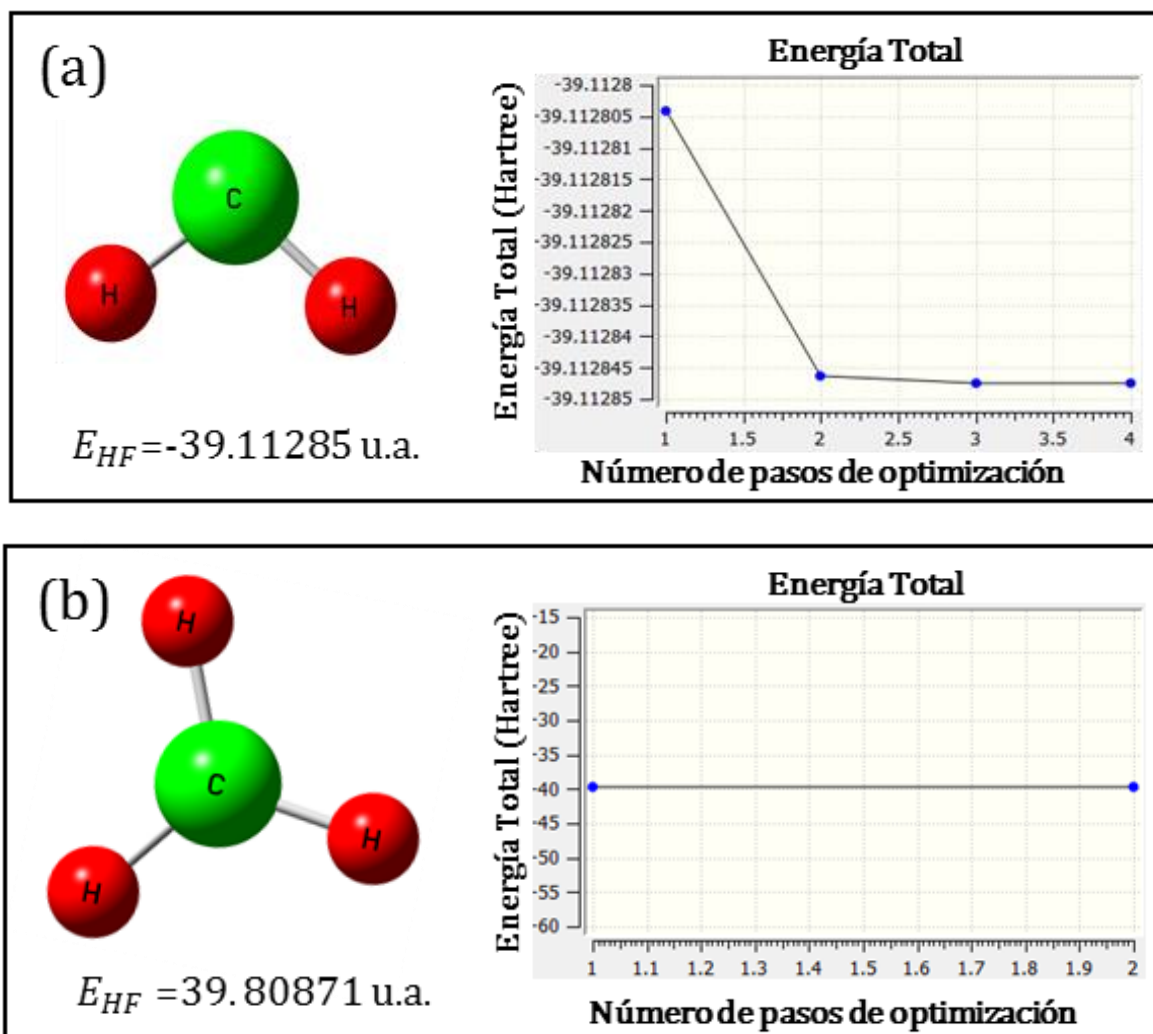 (a)
C
H
H
E_HF=-39.11285 u.a.
Energía Total
Energía Total (Hartree)
-39.1128
-39.112805
-39.11281
-39.112815
-39.11282
-39.112825
-39.11283
-39.112835
-39.11284
-39.112845
-39.11285
1 1.5 2 2.5 3 3.5 4
Número de pasos de optimización
(b)
H
C
H
H
E_HF =39.80871 u.a.
Energía Total
Energía Total (Hartree)
-15
-20
-25
-30
-35
-40
-45
-50
-55
-60
1 1.1 1.2 1.3 1.4 1.5 1.6 1.7 1.8 1.9 2
Número de pasos de optimización